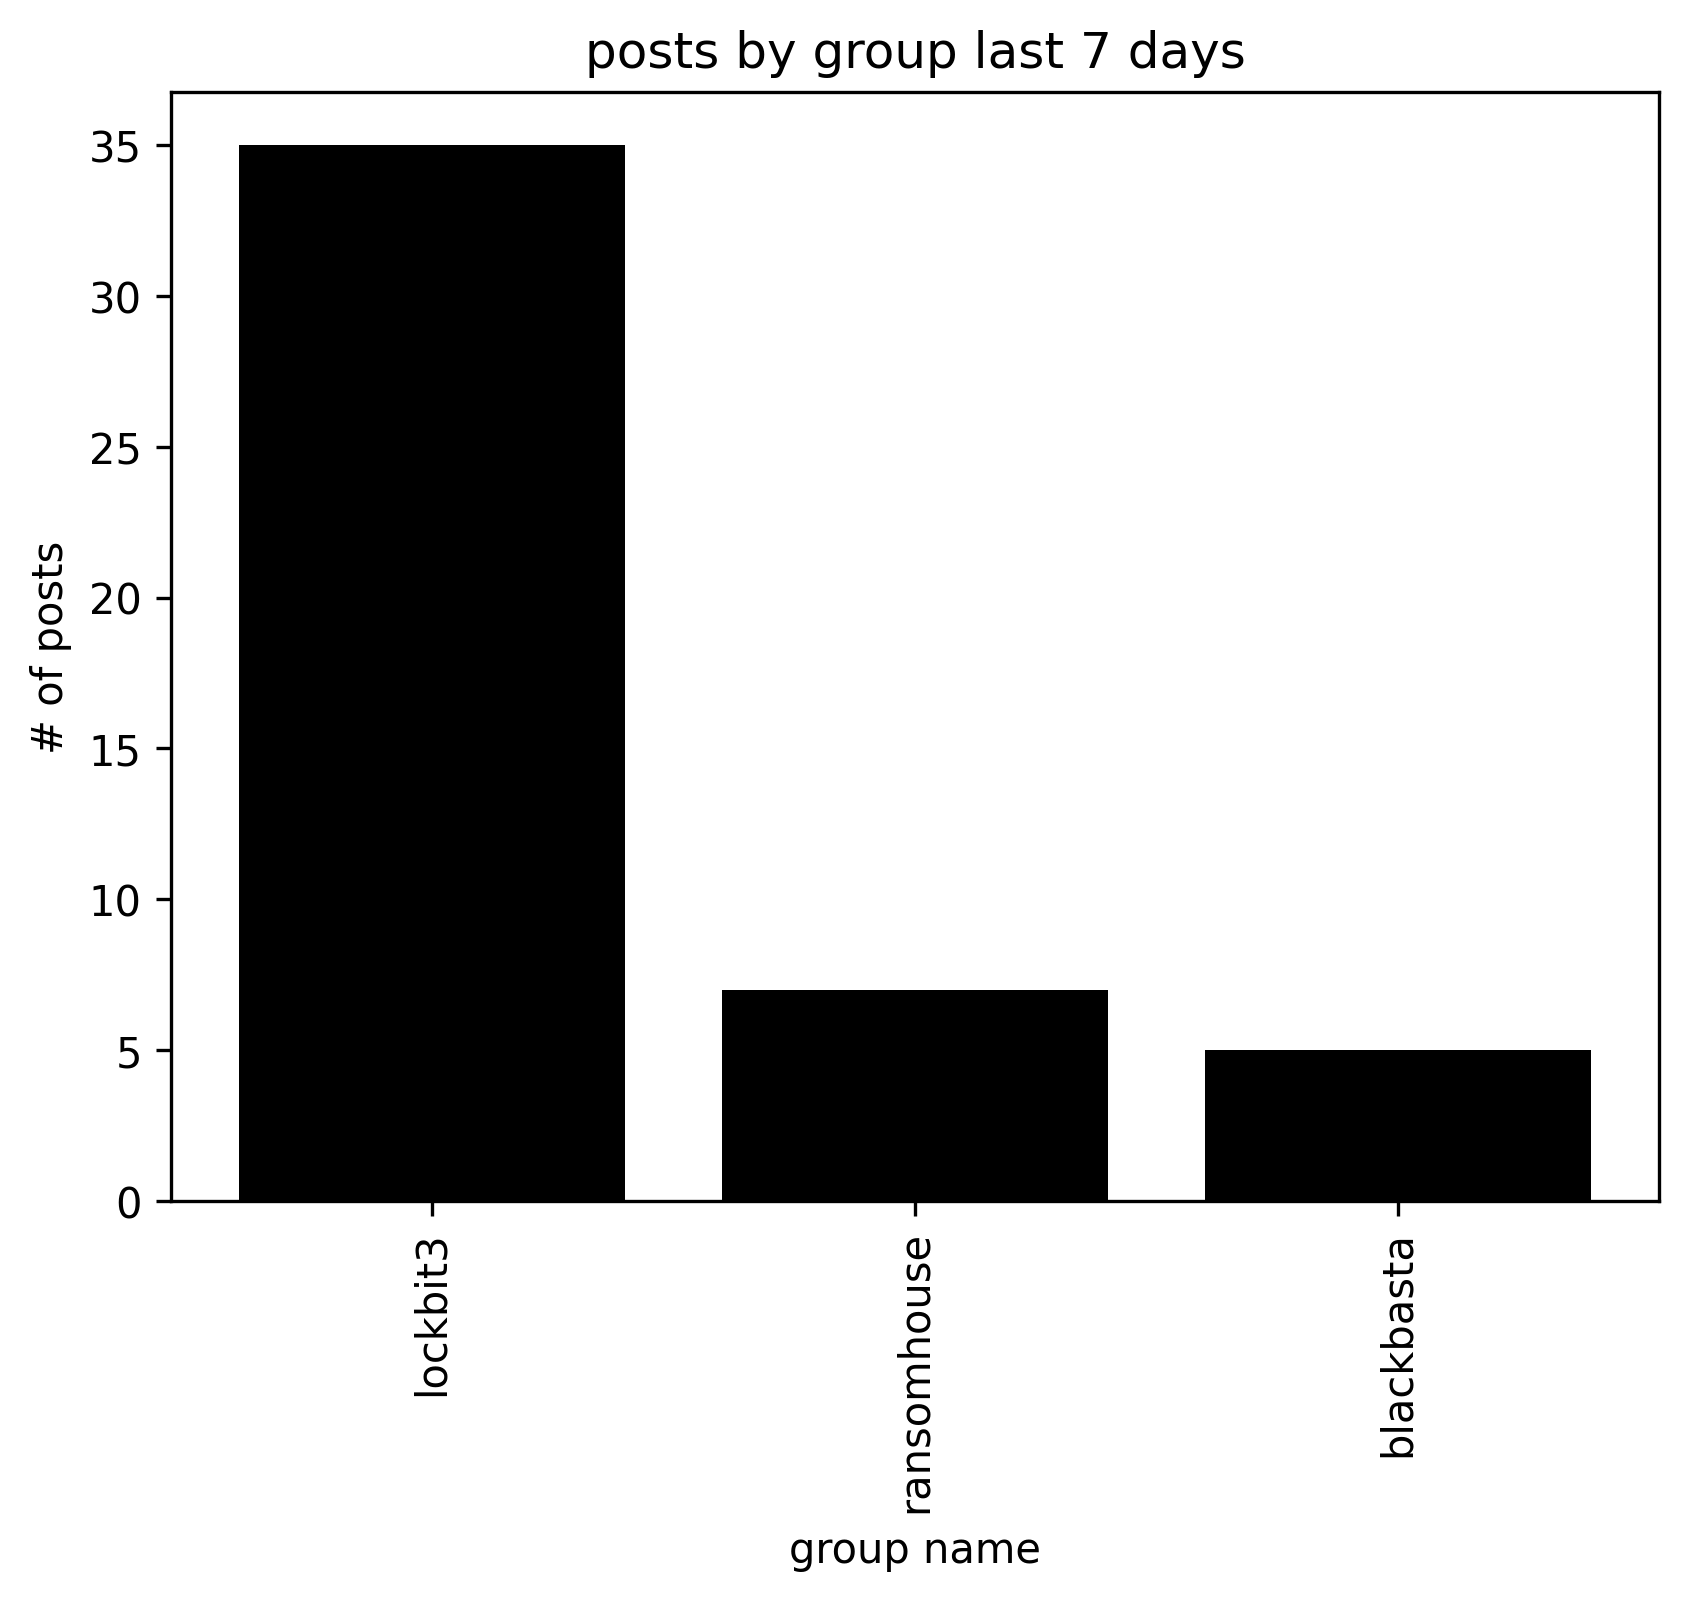 posts by group last 7 days
# of posts
35
30
25
20
15
10
5
0
lockbit3
ransomhouse
blackbasta
group name